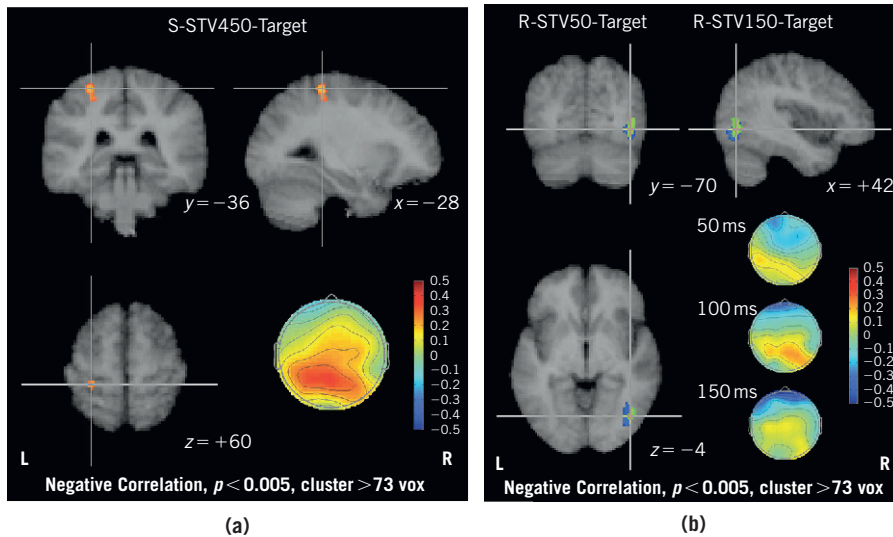 S-STV450-Target
y=−36
x=−28
z=+60
0.5
0.4
0.3
0.2
0.1
0
−0.1
−0.2
−0.3
−0.4
−0.5
L
R
Negative Correlation, p<0.005, cluster>73 vox
(a)
R-STV50-Target
R-STV150-Target
y=−70
x=+42
50 ms
100 ms
150 ms
0.5
0.4
0.3
0.2
0.1
0
−0.1
−0.2
−0.3
−0.4
−0.5
z=−4
L
R
Negative Correlation, p<0.005, cluster>73 vox
(b)